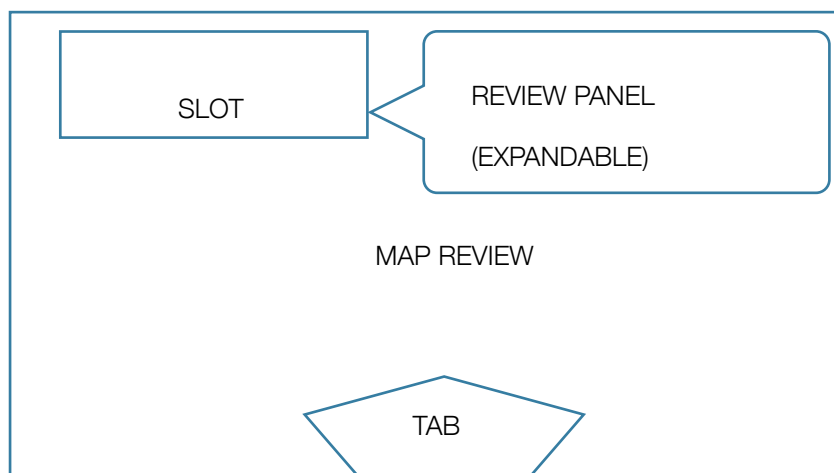 SLOT
REVIEW PANEL
(EXPANDABLE)
MAP REVIEW
TAB